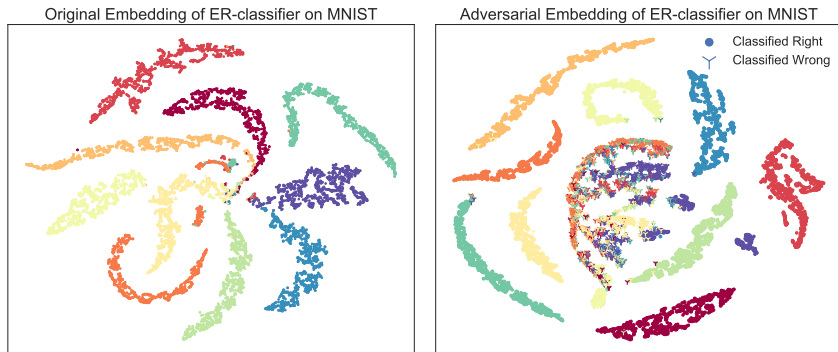 Original Embedding of ER-classifier on MNIST
Adversarial Embedding of ER-classifier on MNIST
Classified Right
Classified Wrong